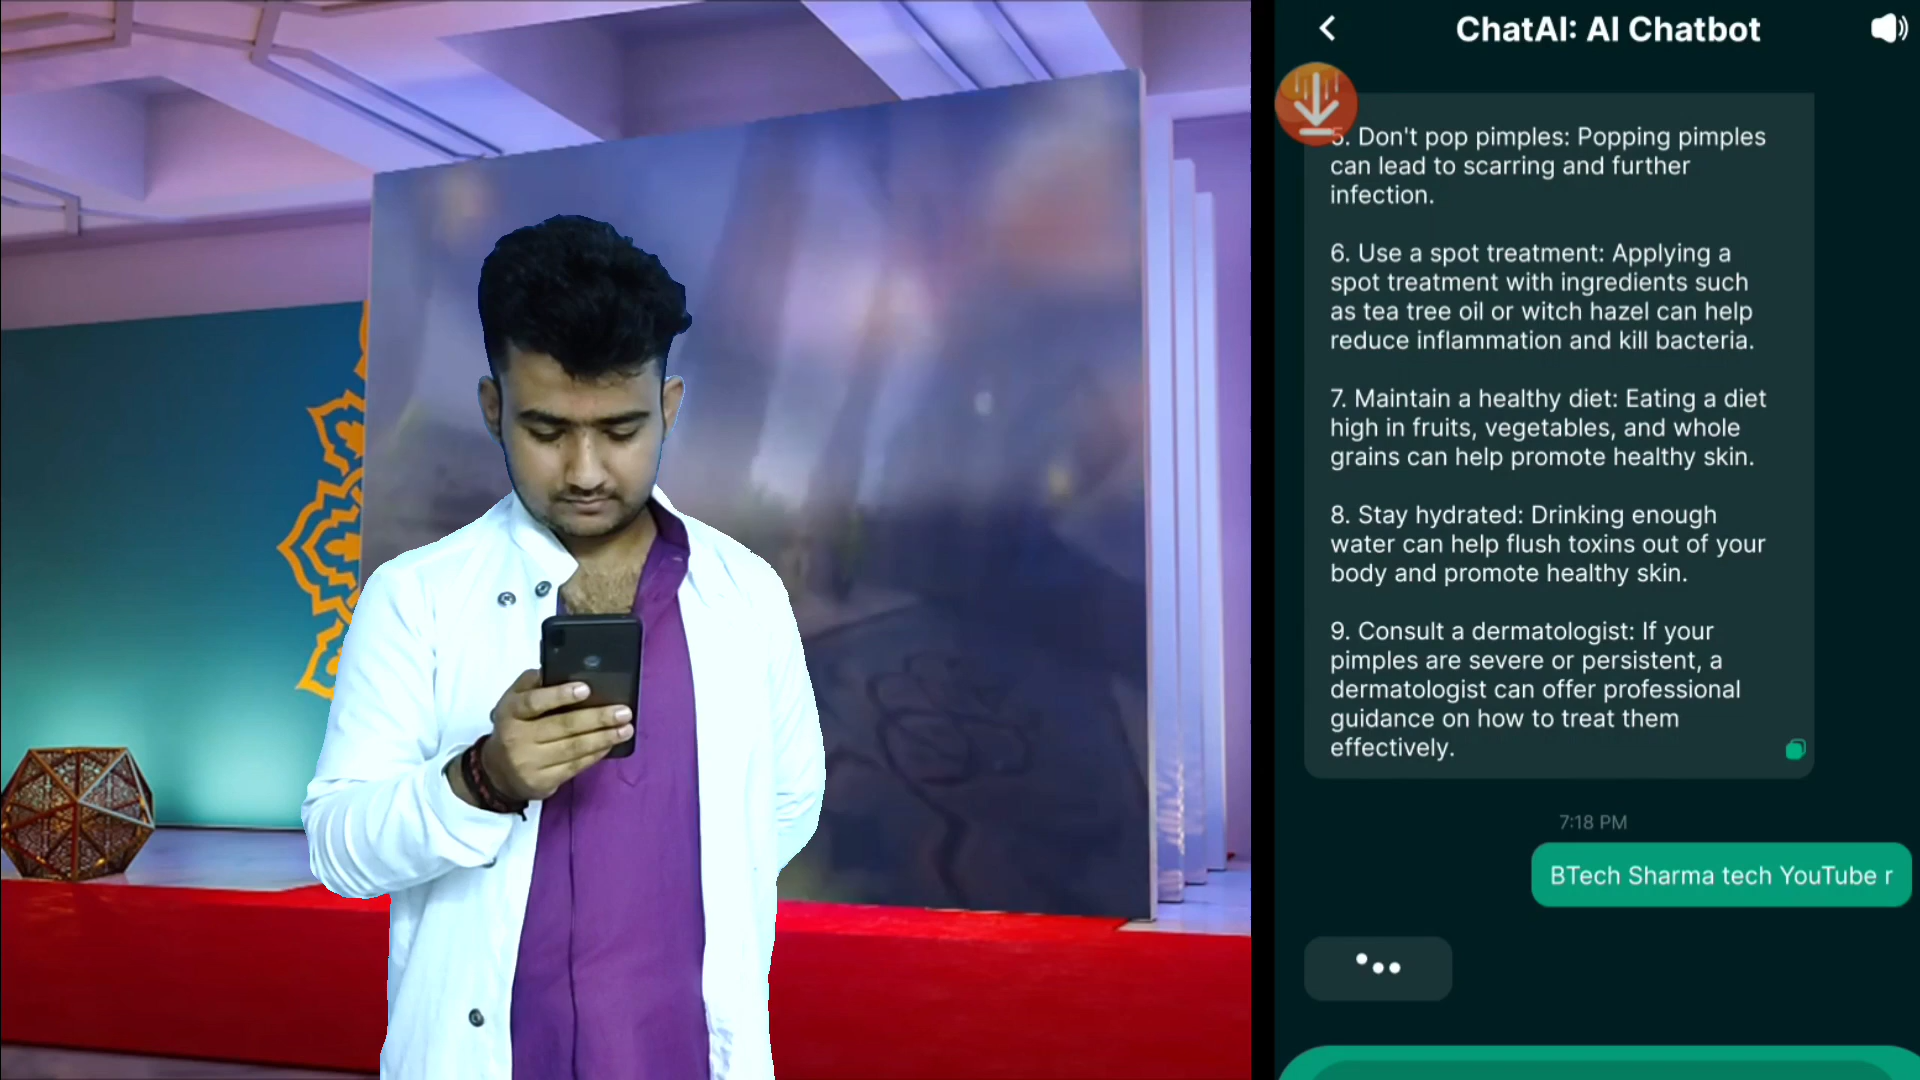 ChatAI: AI Chatbot
5. Don't pop pimples: Popping pimples
can lead to scarring and further
infection.
6. Use a spot treatment: Applying a
spot treatment with ingredients such
as tea tree oil or witch hazel can help
reduce inflammation and kill bacteria.
7. Maintain a healthy diet: Eating a diet
high in fruits, vegetables, and whole
grains can help promote healthy skin.
8. Stay hydrated: Drinking enough
water can help flush toxins out of your
body and promote healthy skin.
9. Consult a dermatologist: If your
pimples are severe or persistent, a
dermatologist can offer professional
guidance on how to treat them
effectively.
7:18 PM
BTech Sharma tech YouTube r